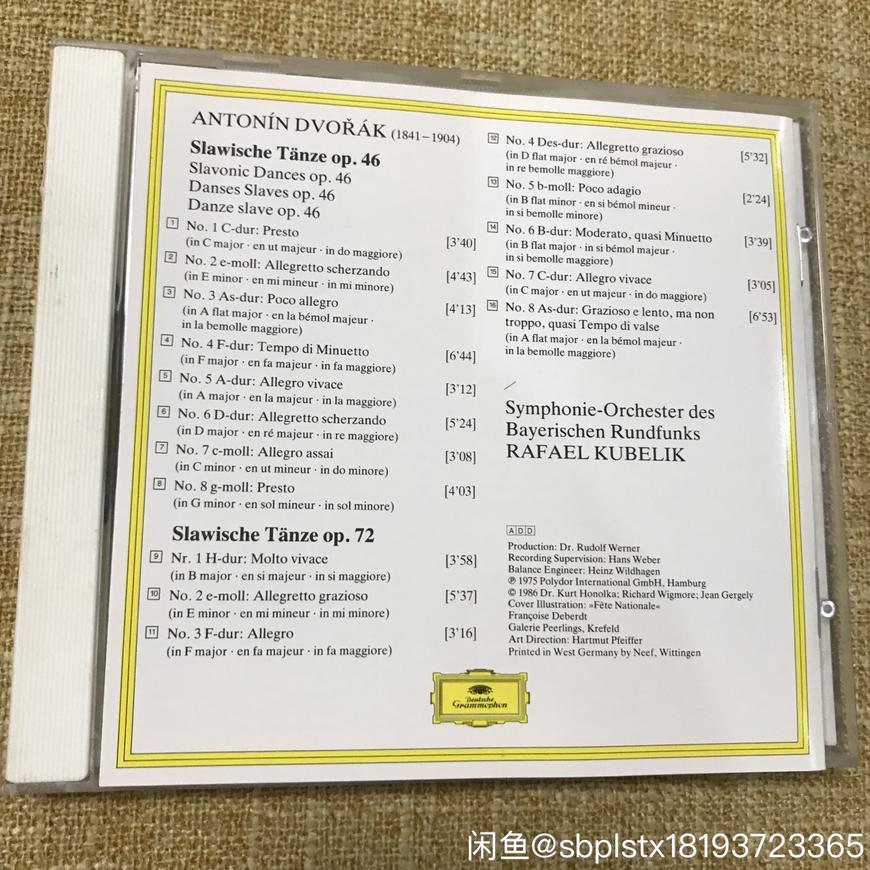 ANTONÍN DVOŘÁK (1841–1904)
Slawische Tänze op. 46
Slavonic Dances op. 46
Danses Slaves op. 46
Danze slave op. 46
1 No. 1 C-dur: Presto [3'40]
(in C major · en ut majeur · in do maggiore)
2 No. 2 e-moll: Allegretto scherzando [4'43]
(in E minor · en mi mineur · in mi minore)
3 No. 3 As-dur: Poco allegro [4'13]
(in A flat major · en la bémol majeur ·
in la bemolle maggiore)
4 No. 4 F-dur: Tempo di Minuetto [6'44]
(in F major · en fa majeur · in fa maggiore)
5 No. 5 A-dur: Allegro vivace [3'12]
(in A major · en la majeur · in la maggiore)
6 No. 6 D-dur: Allegretto scherzando [5'24]
(in D major · en ré majeur · in re maggiore)
7 No. 7 c-moll: Allegro assai [3'08]
(in C minor · en ut mineur · in do minore)
8 No. 8 g-moll: Presto [4'03]
(in G minor · en sol mineur · in sol minore)
Slawische Tänze op. 72
9 Nr. 1 H-dur: Molto vivace [3'58]
(in B major · en si majeur · in si maggiore)
10 No. 2 e-moll: Allegretto grazioso [5'37]
(in E minor · en mi mineur · in mi minore)
11 No. 3 F-dur: Allegro [3'16]
(in F major · en fa majeur · in fa maggiore)
12 No. 4 Des-dur: Allegretto grazioso [5'32]
(in D flat major · en ré bémol majeur ·
in re bemolle maggiore)
13 No. 5 b-moll: Poco adagio [2'24]
(in B flat minor · en si bémol mineur ·
in si bemolle minore)
14 No. 6 B-dur: Moderato, quasi Minuetto [3'39]
(in B flat major · in si bémol majeur ·
in si bemolle maggiore)
15 No. 7 C-dur: Allegro vivace [3'05]
(in C major · en ut majeur · in do maggiore)
16 No. 8 As-dur: Grazioso e lento, ma non [6'53]
troppo, quasi Tempo di valse
(in A flat major · en la bémol majeur ·
in la bemolle maggiore)
Symphonie-Orchester des
Bayerischen Rundfunks
RAFAEL KUBELIK
ADD
Production: Dr. Rudolf Werner
Recording Supervision: Hans Weber
Balance Engineer: Heinz Wildhagen
℗ 1975 Polydor International GmbH, Hamburg
© 1986 Dr. Kurt Honolka; Richard Wigmore; Jean Gergely
Cover Illustration: »Fête Nationale«
Françoise Deberdt
Galerie Peerlings, Krefeld
Art Direction: Hartmut Pfeiffer
Printed in West Germany by Neef, Wittingen
Deutsche
Grammophon
闲鱼@sbplstx18193723365